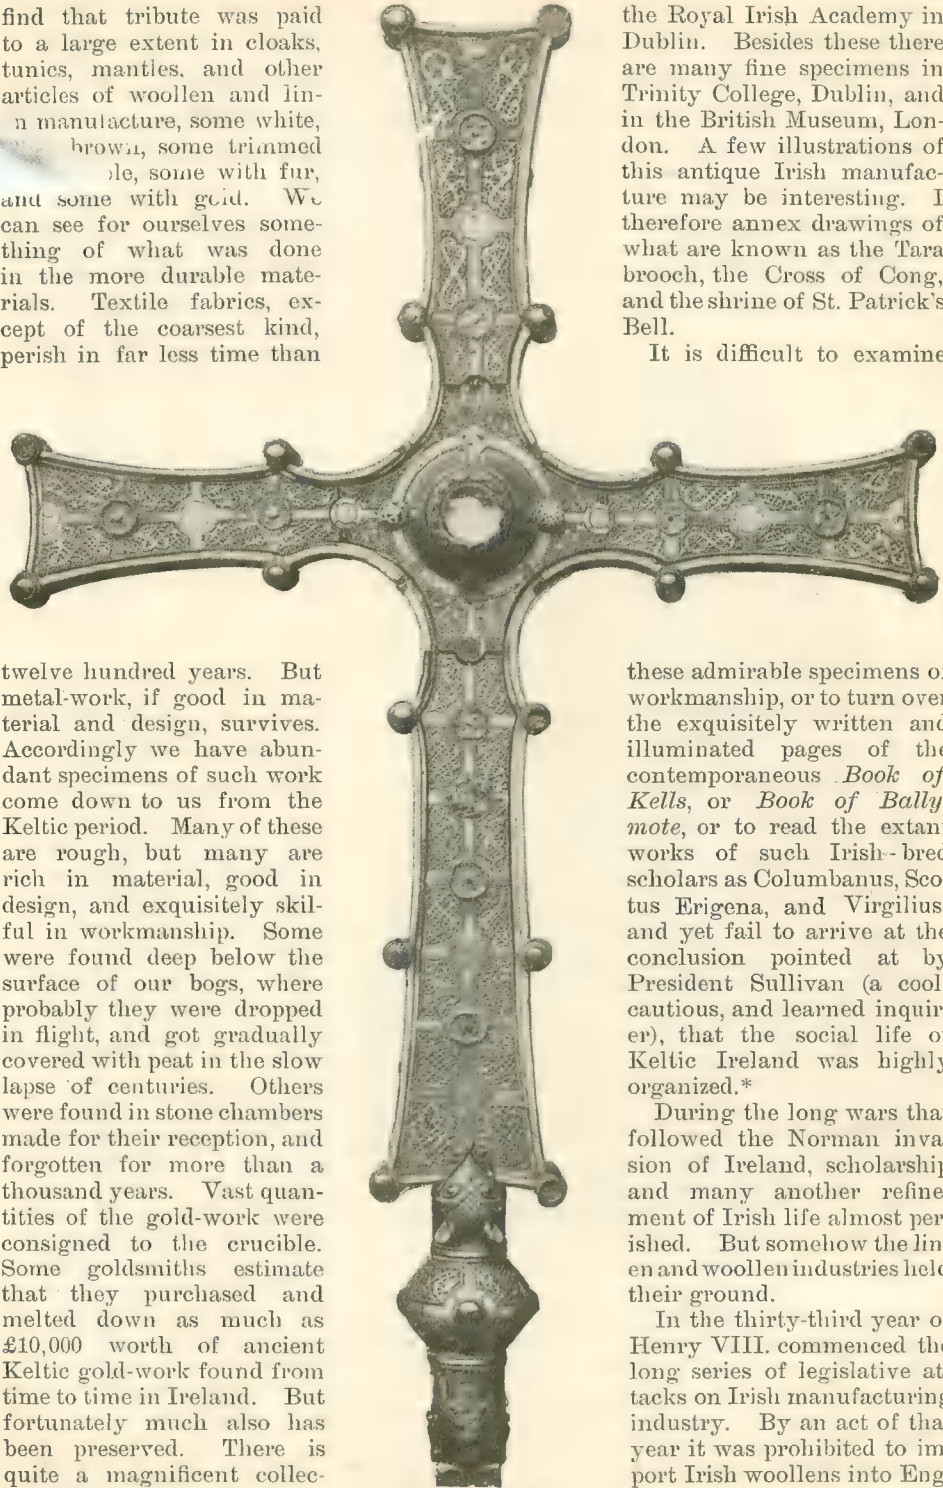 find that tribute was paid
to a large extent in cloaks,
tunics, mantles, and other
articles of woollen and lin-
n manufacture, some white,
brown, some trimmed
some with fur,
and some with gold. We
can see for ourselves some-
thing of what was done
in the more durable mate-
rials. Textile fabrics, ex-
cept of the coarsest kind,
perish in far less time than
twelve hundred years. But
metal-work, if good in ma-
terial and design, survives.
Accordingly we have abun-
dant specimens of such work
come down to us from the
Keltic period. Many of these
are rough, but many are
rich in material, good in
design, and exquisitely skil-
ful in workmanship. Some
were found deep below the
surface of our bogs, where
probably they were dropped
in flight, and got gradually
covered with peat in the slow
lapse of centuries. Others
were found in stone chambers
made for their reception, and
forgotten for more than a
thousand years. Vast quan-
tities of the gold-work were
consigned to the crucible.
Some goldsmiths estimate
that they purchased and
melted down as much as
£10,000 worth of ancient
Keltic gold-work found from
time to time in Ireland. But
fortunately much also has
been preserved. There is
quite a magnificent collec-
the Royal Irish Academy in
Dublin. Besides these there
are many fine specimens in
Trinity College, Dublin, and
in the British Museum, Lon-
don. A few illustrations of
this antique Irish manufac-
ture may be interesting. I
therefore annex drawings of
what are known as the Tara
brooch, the Cross of Cong,
and the shrine of St. Patrick's
Bell.
It is difficult to examine
these admirable specimens of
workmanship, or to turn over
the exquisitely written and
illuminated pages of the
contemporaneous Book of
Kells, or Book of Bally
mote, or to read the extant
works of such Irish-bred
scholars as Columbanus, Sco
tus Erigena, and Virgilius
and yet fail to arrive at the
conclusion pointed at by
President Sullivan (a cool
cautious, and learned inquir
er), that the social life of
Keltic Ireland was highly
organized.*
During the long wars that
followed the Norman inva
sion of Ireland, scholarship
and many another refine
ment of Irish life almost per
ished. But somehow the lin
en and woollen industries held
their ground.
In the thirty-third year of
Henry VIII. commenced the
long series of legislative at
tacks on Irish manufacturing
industry. By an act of that
year it was prohibited to im
port Irish woollens into Eng